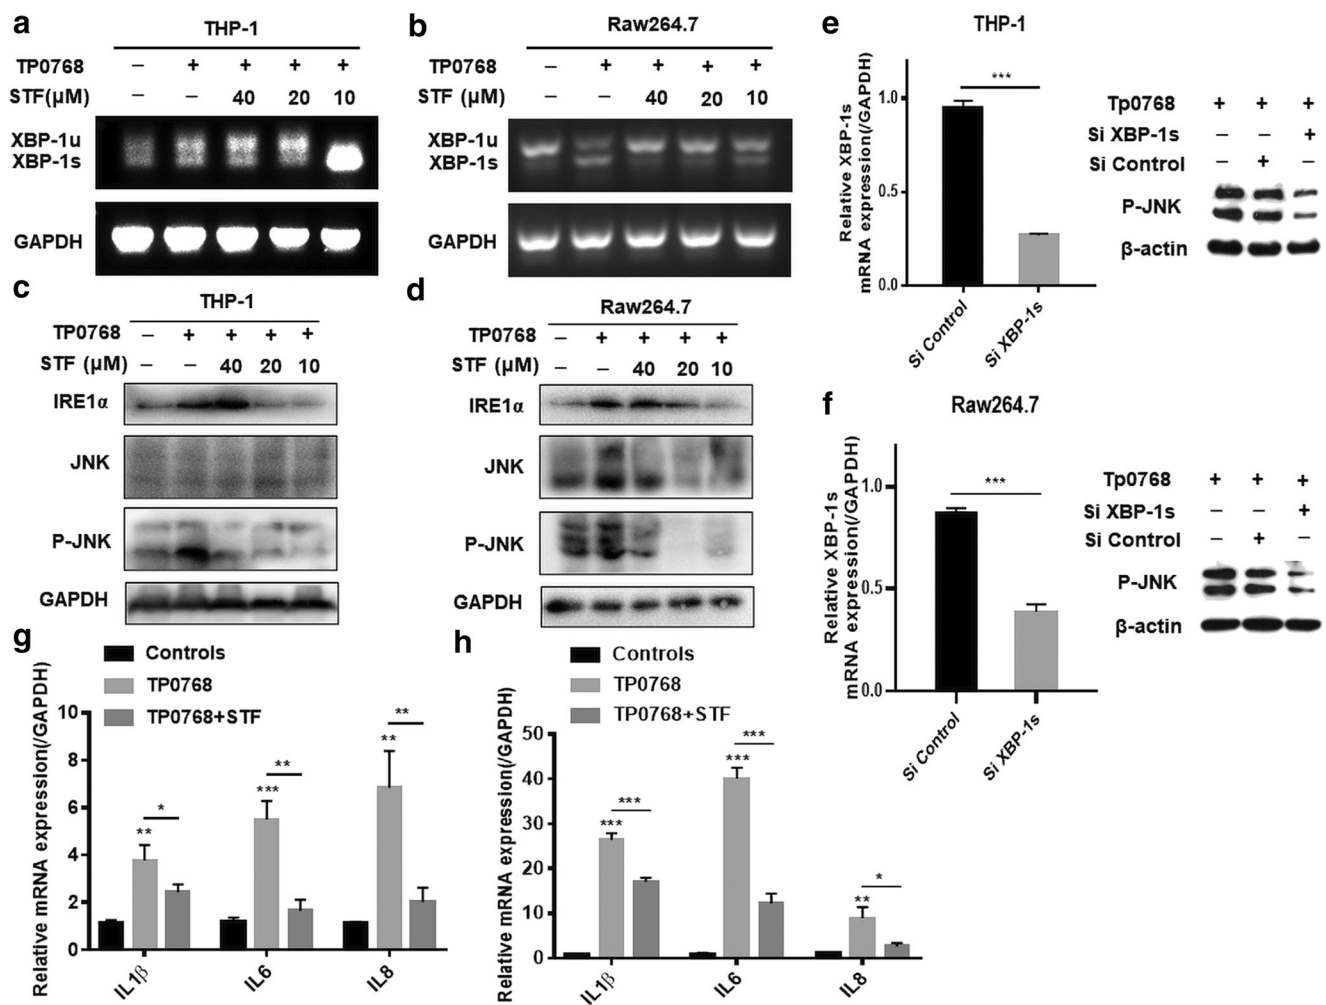 a
THP-1
TP0768 – + + + +
STF(μM) – – 40 20 10
XBP-1u
XBP-1s
GAPDH
b
Raw264.7
TP0768 – + + + +
STF (μM) – – 40 20 10
XBP-1u
XBP-1s
GAPDH
c
THP-1
TP0768 – + + + +
STF (μM) – – 40 20 10
IRE1α
JNK
P-JNK
GAPDH
d
Raw264.7
TP0768 – + + + +
STF (μM) – – 40 20 10
IRE1α
JNK
P-JNK
GAPDH
e
THP-1
Relative XBP-1s
mRNA expression(/GAPDH)
1.0
0.5
0.0
***
Si Control
Si XBP-1s
Tp0768 + + +
Si XBP-1s – – +
Si Control – + –
P-JNK
β-actin
f
Raw264.7
Relative XBP-1s
mRNA expression(/GAPDH)
1.0
0.5
0.0
***
Si Control
Si XBP-1s
Tp0768 + + +
Si XBP-1s – – +
Si Control – + –
P-JNK
β-actin
g
Controls
TP0768
TP0768+STF
Relative mRNA expression(/GAPDH)
10
8
6
4
2
0
**
*
***
**
**
**
IL1β
IL6
IL8
h
Controls
TP0768
TP0768+STF
Relative mRNA expression(/GAPDH)
50
40
30
20
10
0
***
***
***
***
**
*
IL1β
IL6
IL8